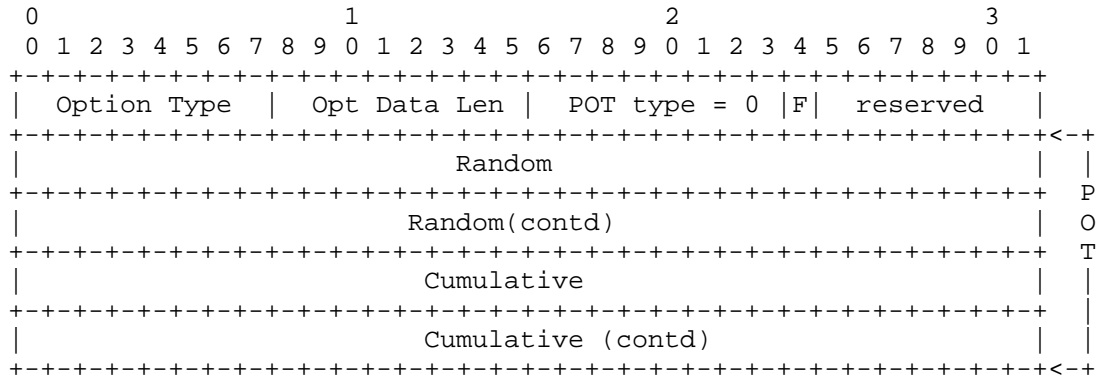 0                   1                   2                   3
 0 1 2 3 4 5 6 7 8 9 0 1 2 3 4 5 6 7 8 9 0 1 2 3 4 5 6 7 8 9 0 1
+-+-+-+-+-+-+-+-+-+-+-+-+-+-+-+-+-+-+-+-+-+-+-+-+-+-+-+-+-+-+-+-+
|  Option Type  |  Opt Data Len |  POT type = 0 |F|  reserved   |
+-+-+-+-+-+-+-+-+-+-+-+-+-+-+-+-+-+-+-+-+-+-+-+-+-+-+-+-+-+-+-+-+<-+
|                           Random                              |  |
+-+-+-+-+-+-+-+-+-+-+-+-+-+-+-+-+-+-+-+-+-+-+-+-+-+-+-+-+-+-+-+-+  P
|                        Random(contd)                          |  O
+-+-+-+-+-+-+-+-+-+-+-+-+-+-+-+-+-+-+-+-+-+-+-+-+-+-+-+-+-+-+-+-+  T
|                         Cumulative                            |  |
+-+-+-+-+-+-+-+-+-+-+-+-+-+-+-+-+-+-+-+-+-+-+-+-+-+-+-+-+-+-+-+-+  |
|                         Cumulative (contd)                    |  |
+-+-+-+-+-+-+-+-+-+-+-+-+-+-+-+-+-+-+-+-+-+-+-+-+-+-+-+-+-+-+-+-+<-+